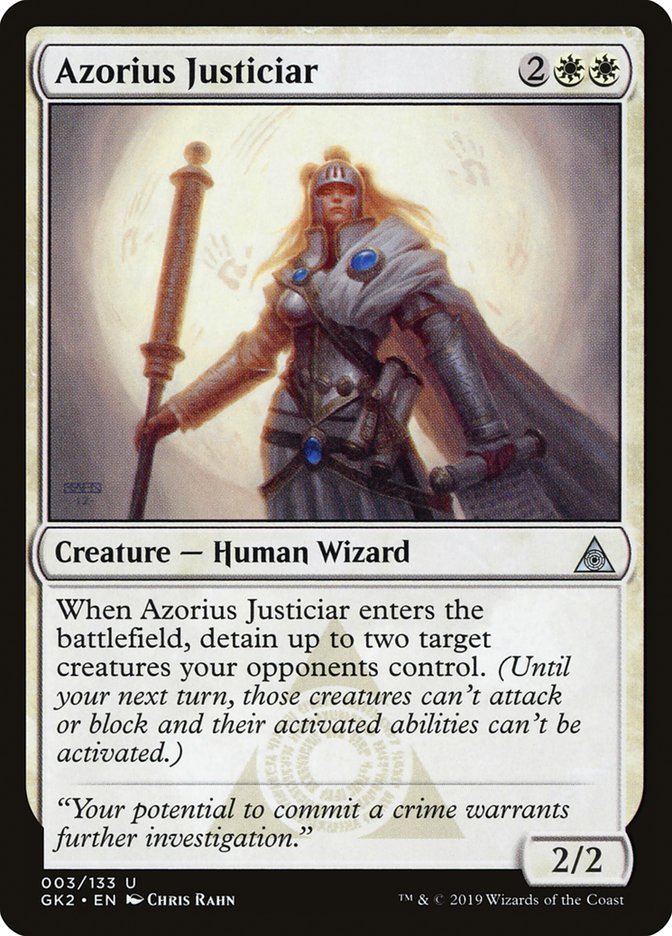 Azorius Justiciar 2
RAHN
12
Creature — Human Wizard
When Azorius Justiciar enters the
battlefield, detain up to two target
creatures your opponents control. (Until
your next turn, those creatures can't attack
or block and their activated abilities can't be
activated.)
“Your potential to commit a crime warrants
further investigation.”
2/2
003/133 U
GK2 • EN Chris Rahn
™ & © 2019 Wizards of the Coast